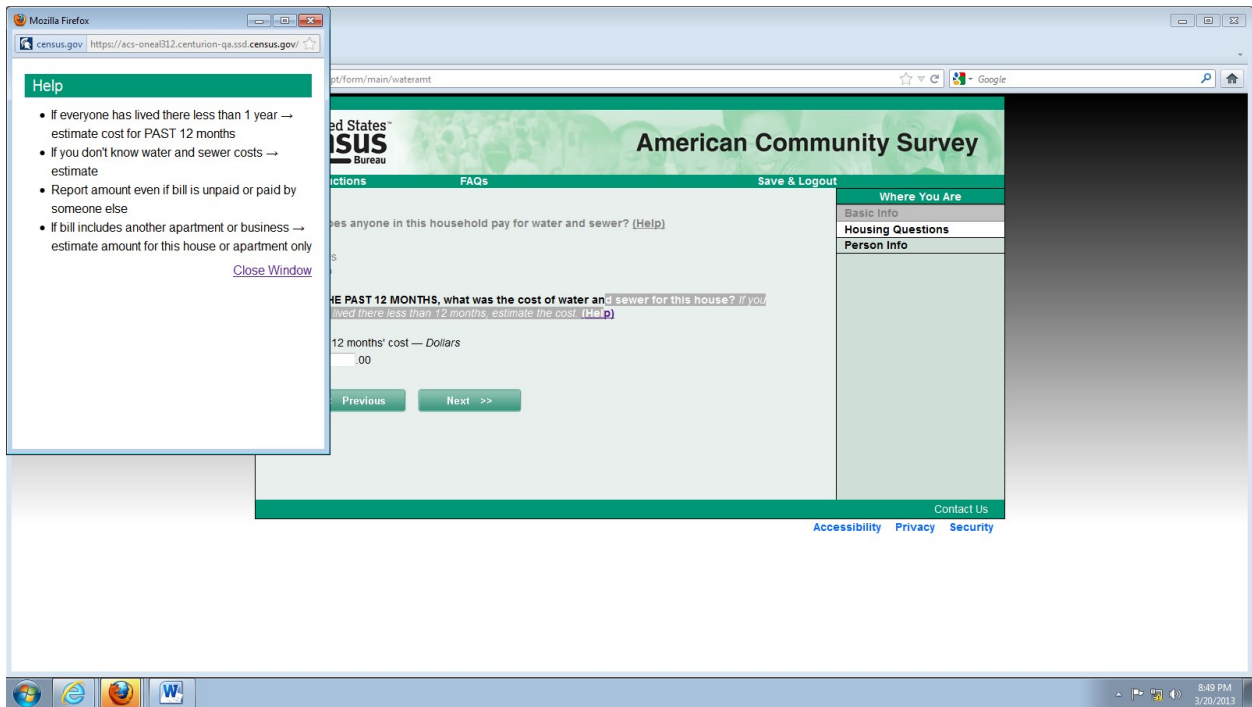 Mozilla Firefox
census.gov https://acs-oneal312.centurion-qa.ssd.census.gov/
Help
• If everyone has lived there less than 1 year →
estimate cost for PAST 12 months
• If you don't know water and sewer costs →
estimate
• Report amount even if bill is unpaid or paid by
someone else
• If bill includes another apartment or business →
estimate amount for this house or apartment only
Close Window
pt/form/main/wateramt
Google
ed States™
nsus
Bureau
American Community Survey
uctions FAQs Save & Logout
Where You Are
Basic Info
Housing Questions
Person Info
oes anyone in this household pay for water and sewer? (Help)
s
HE PAST 12 MONTHS, what was the cost of water and sewer for this house? If you
lived there less than 12 months, estimate the cost. (Help)
12 months' cost — Dollars
.00
Previous Next >>
Contact Us
Accessibility Privacy Security
8:49 PM
3/20/2013